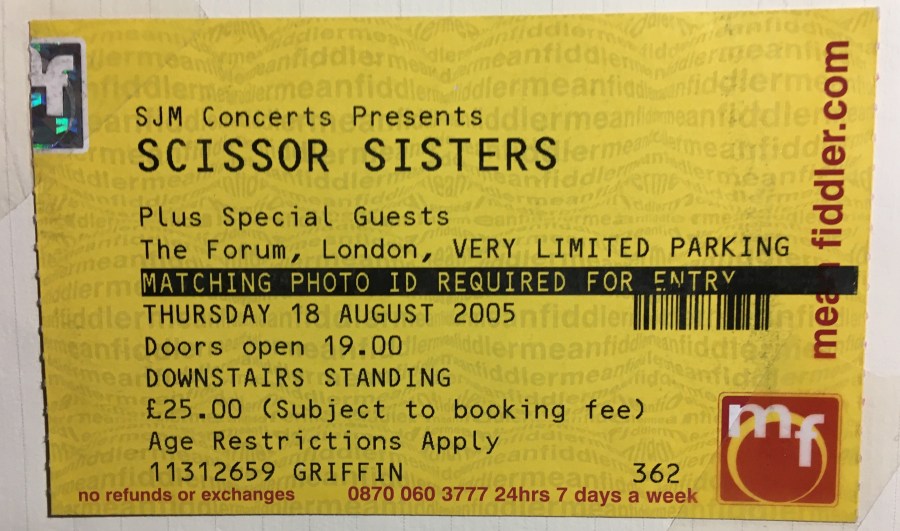 SJM Concerts Presents
SCISSOR SISTERS
Plus Special Guests
The Forum, London, VERY LIMITED PARKING
MATCHING PHOTO ID REQUIRED FOR ENTRY
THURSDAY 18 AUGUST 2005
Doors open 19.00
DOWNSTAIRS STANDING
£25.00 (Subject to booking fee)
Age Restrictions Apply
11312659 GRIFFIN 362
no refunds or exchanges 0870 060 3777 24hrs 7 days a week
mean fiddler.com
mf